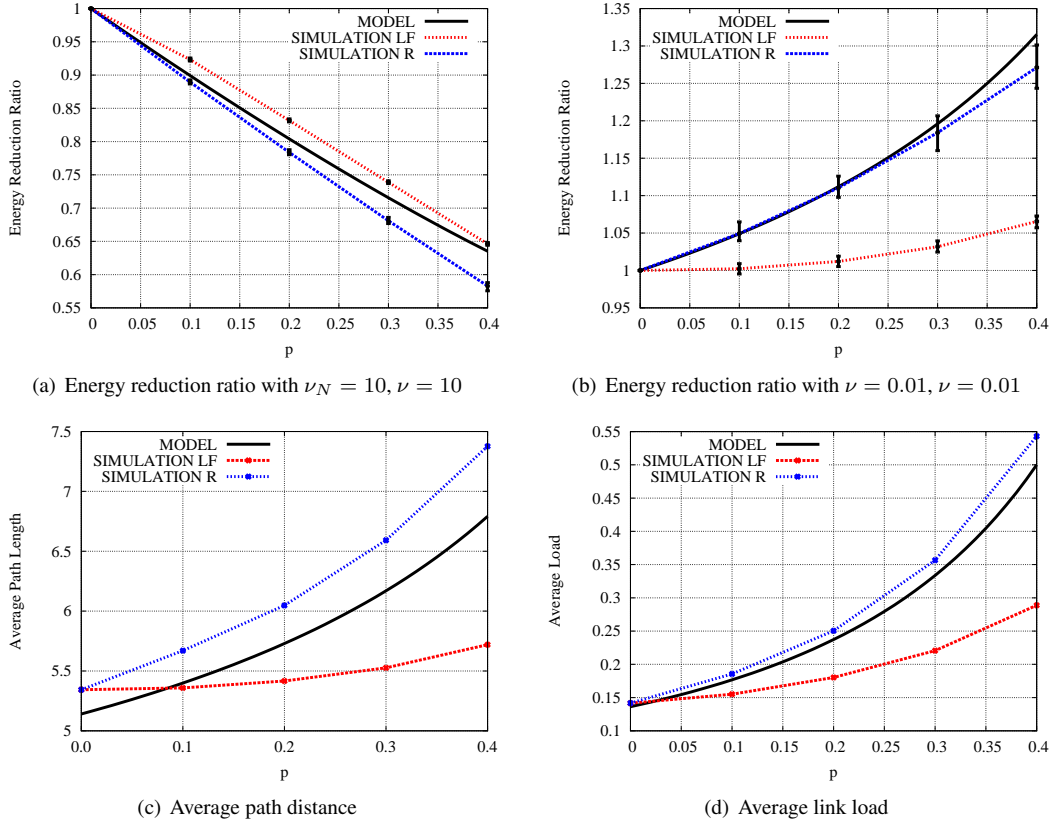 Energy Reduction Ratio
1
0.95
0.9
0.85
0.8
0.75
0.7
0.65
0.6
0.55
MODEL
SIMULATION LF
SIMULATION R
0 0.05 0.1 0.15 0.2 0.25 0.3 0.35 0.4
p
(a) Energy reduction ratio with νN = 10, ν = 10
Energy Reduction Ratio
1.35
1.3
1.25
1.2
1.15
1.1
1.05
1
0.95
MODEL
SIMULATION LF
SIMULATION R
0 0.05 0.1 0.15 0.2 0.25 0.3 0.35 0.4
p
(b) Energy reduction ratio with ν = 0.01, ν = 0.01
Average Path Length
7.5
7
6.5
6
5.5
5
MODEL
SIMULATION LF
SIMULATION R
0.0 0.1 0.2 0.3 0.4
p
(c) Average path distance
Average Load
0.55
0.5
0.45
0.4
0.35
0.3
0.25
0.2
0.15
0.1
MODEL
SIMULATION LF
SIMULATION R
0 0.05 0.1 0.15 0.2 0.25 0.3 0.35 0.4
p
(d) Average link load